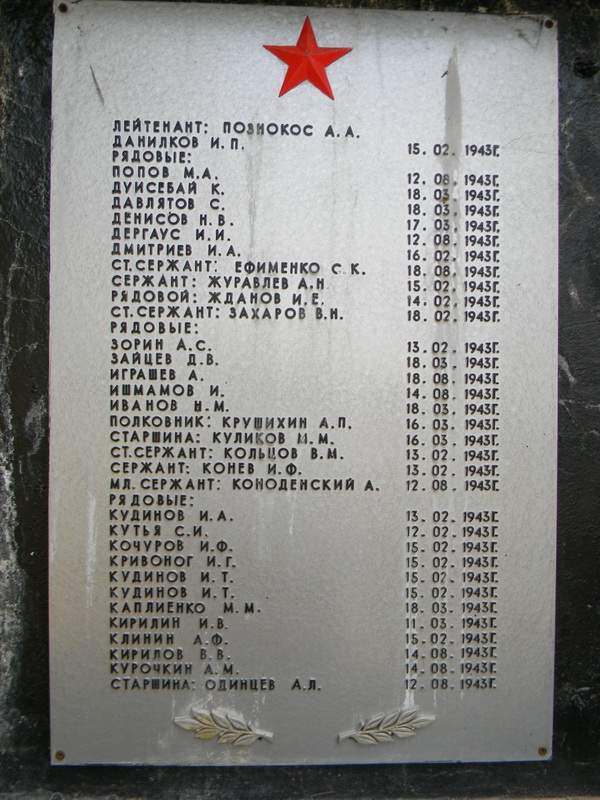 ЛЕЙТЕНАНТ: ПОЗНОКОС А.А.
ДАНИЛКОВ И.П. 15.02.1943Г.
РЯДОВЫЕ:
ПОПОВ М.А. 12.08.1943Г.
ДУИСЕБАЙ К. 18.03.1943Г.
ДАВЛЯТОВ С. 18.03.1943Г.
ДЕНИСОВ Н.В. 17.03.1943Г.
ДЕРГАУС И.И. 12.08.1943Г.
ДМИТРИЕВ И.А. 16.02.1943Г.
СТ.СЕРЖАНТ: ЕФИМЕНКО С.К. 18.08.1943Г.
СЕРЖАНТ: ЖУРАВЛЕВ А.Н 15.02.1943Г.
РЯДОВОЙ: ЖДАНОВ И.Е. 14.02.1943Г.
СТ.СЕРЖАНТ: ЗАХАРОВ В.Н. 18.02.1943Г.
РЯДОВЫЕ:
ЗОРИН А.С. 13.02.1943Г.
ЗАЙЦЕВ Д.В. 18.03.1943Г.
ИГРАШЕВ А. 18.08.1943Г.
ИШМАМОВ И. 14.08.1943Г.
ИВАНОВ Н.М. 18.03.1943Г.
ПОЛКОВНИК: КРУШИХИН А.П. 16.03.1943Г.
СТАРШИНА: КУЛИКОВ М.М. 16.03.1943Г.
СТ.СЕРЖАНТ: КОЛЬЦОВ В.М. 13.02.1943Г.
СЕРЖАНТ: КОНЕВ И.Ф. 13.02.1943Г.
МЛ.СЕРЖАНТ: КОНОДЕНСКИЙ А. 12.08.1943Г.
РЯДОВЫЕ:
КУДИНОВ И.А. 13.02.1943Г.
КУТЬЯ С.И. 12.02.1943Г.
КОЧУРОВ И.Ф. 15.02.1943Г.
КРИВОНОГ И.Г. 15.02.1943Г.
КУДИНОВ И.Т. 15.02.1943Г.
КУДИНОВ И.Т. 15.02.1943Г.
КАПЛИЕНКО М.М. 18.03.1943Г.
КИРИЛИН И.В. 11.03.1943Г.
КЛИНИН А.Ф. 15.02.1943Г.
КИРИЛОВ В.В. 14.08.1943Г.
КУРОЧКИН А.М. 14.08.1943Г.
СТАРШИНА: ОДИНЦЕВ А.Л. 12.08.1943Г.